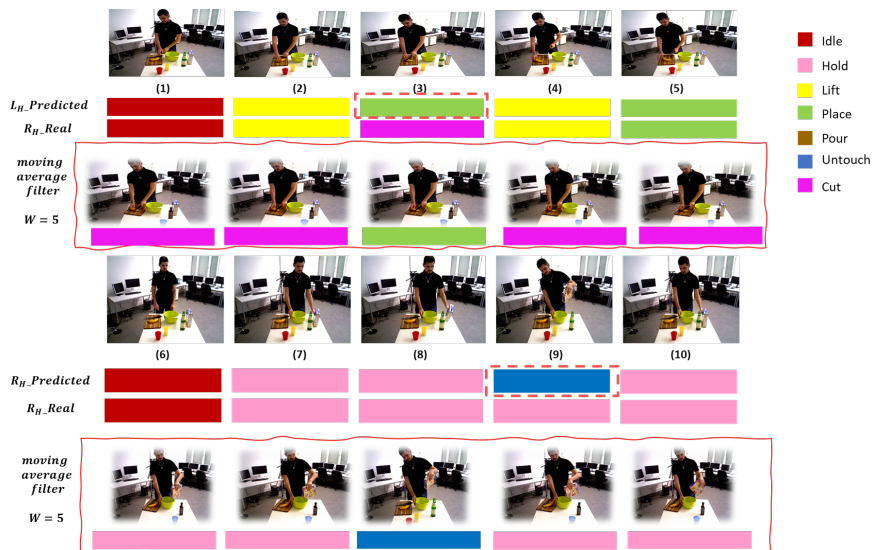 (1) (2) (3) (4) (5)
L_H_Predicted
R_H_Real
moving
average
filter
W = 5
(6) (7) (8) (9) (10)
R_H_Predicted
R_H_Real
moving
average
filter
W = 5
Idle
Hold
Lift
Place
Pour
Untouch
Cut